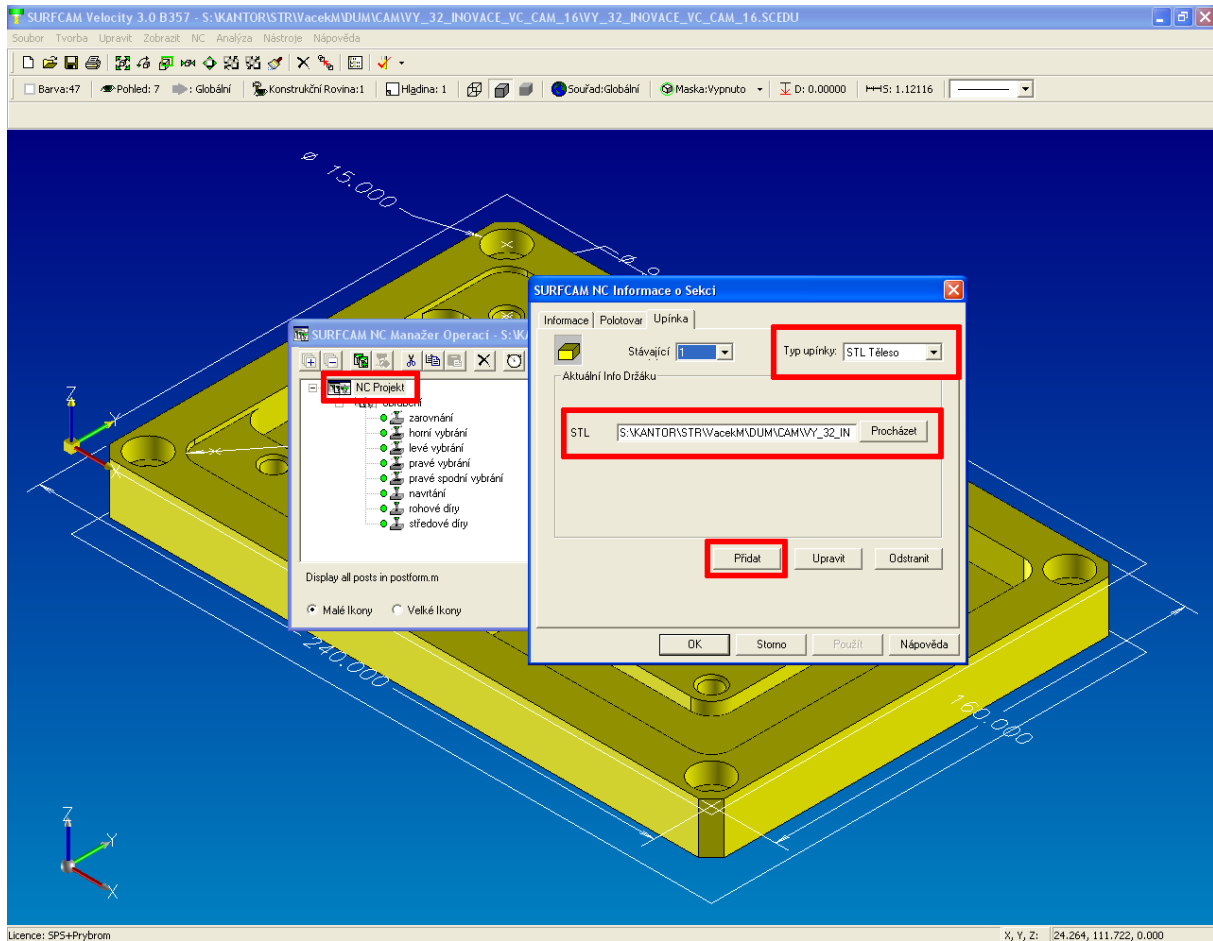 SURFCAM Velocity 3.0 B357 - S:\KANTOR\STR\VacekM\DUM\CAM\VY_32_INOVACE_VC_CAM_16\VY_32_INOVACE_VC_CAM_16.SCEDU
Soubor Tvorba Upravit Zobrazit NC Analýza Nástroje Nápověda
Barva:47 Pohled: 7 : Globální Konstrukční Rovina:1 Hladina: 1 Souřad:Globální Maska:Vypnuto D: 0.00000 S: 1.12116
ø 15.000
ø 9
SURFCAM NC Informace o Sekci
Informace Polotovar Upínka
Stávající 1 Typ upínky: STL Těleso
Aktuální Info Držáku
STL S:\KANTOR\STR\VacekM\DUM\CAM\VY_32_IN Procházet
Přidat Upravit Odstranit
OK Storno Použít Nápověda
SURFCAM NC Manažer Operací - S:\KA
NC Projekt
obrábění
zarovnání
horní vybrání
levé vybrání
pravé vybrání
pravé spodní vybrání
navrtání
rohové díry
středové díry
Display all posts in postform.m
Malé Ikony Velké Ikony
240.000
160.000
Z
Y
X
Z
Y
X
Licence: SPS+Prybrom X, Y, Z: 24.264, 111.722, 0.000